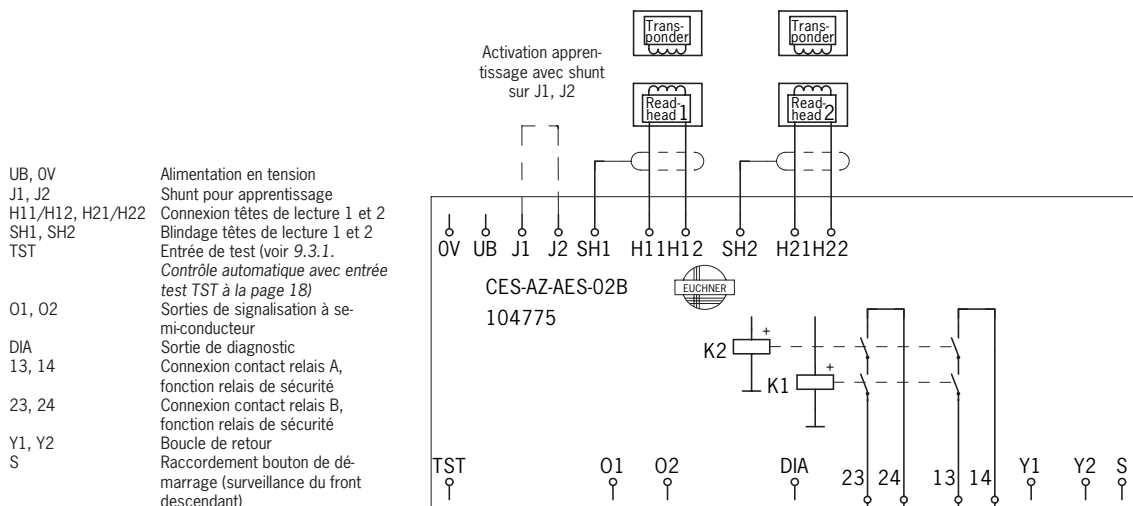 Trans-
ponder
Trans-
ponder
Activation appren-
tissage avec shunt
sur J1, J2
Read-
head 1
Read-
head 2
UB, 0V Alimentation en tension
J1, J2 Shunt pour apprentissage
H11/H12, H21/H22 Connexion têtes de lecture 1 et 2
SH1, SH2 Blindage têtes de lecture 1 et 2
TST Entrée de test (voir 9.3.1.
Contrôle automatique avec entrée
test TST à la page 18)
O1, O2 Sorties de signalisation à se-
mi-conducteur
DIA Sortie de diagnostic
13, 14 Connexion contact relais A,
fonction relais de sécurité
23, 24 Connexion contact relais B,
fonction relais de sécurité
Y1, Y2 Boucle de retour
S Raccordement bouton de dé-
marrage (surveillance du front
descendant)
0V UB J1 J2 SH1 H11 H12 SH2 H21 H22
CES-AZ-AES-02B
EUCHNER
104775
K2 +
K1 +
TST O1 O2 DIA 23 24 13 14 Y1 Y2 S